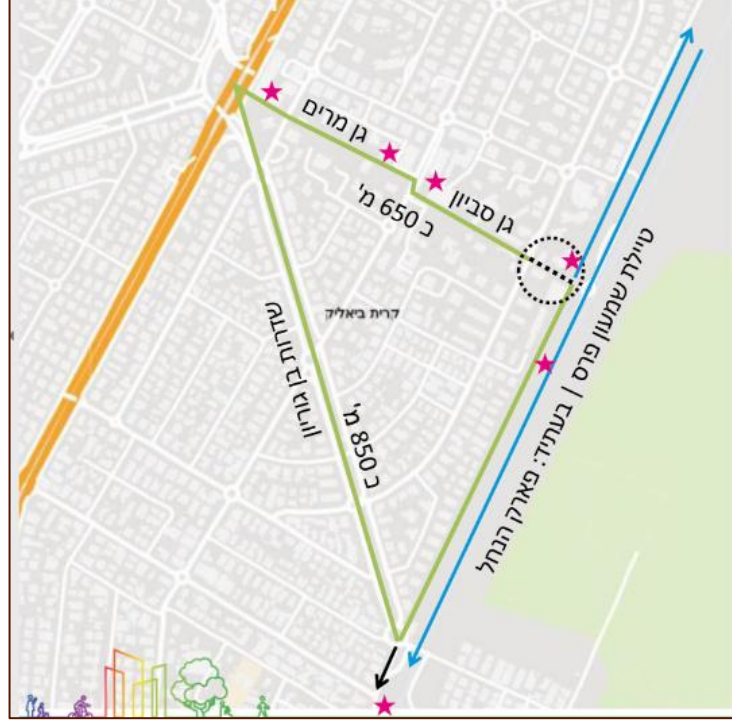 גן מרים
גן סביון
כ 650 מ'
קרית ביאליק
שדרות בן גוריון
כ 850 מ'
טיילת שמעון פרס | בעתיד: פארק הנחל